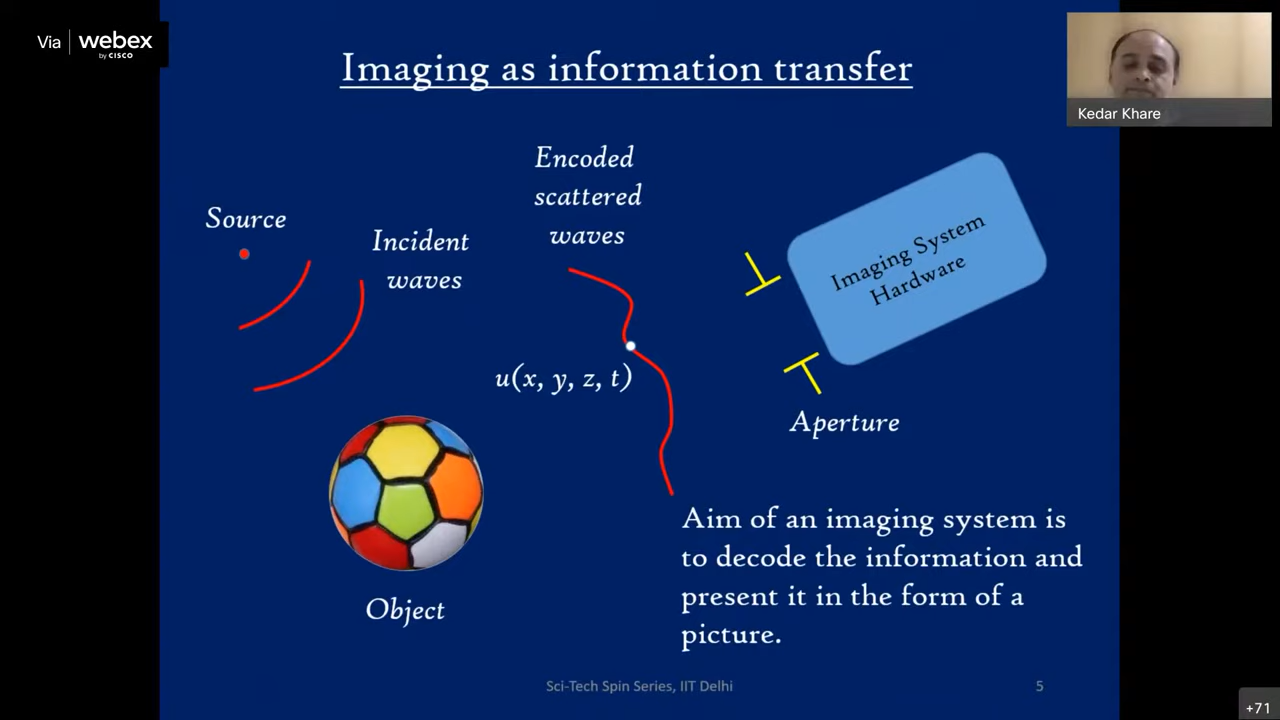 Via webex
by CISCO
Imaging as information transfer
Kedar Khare
Encoded
scattered
waves
Source
Incident
waves
Imaging System
Hardware
u(x, y, z, t)
Aperture
Aim of an imaging system is
to decode the information and
present it in the form of a
picture.
Object
Sci-Tech Spin Series, IIT Delhi
5
+71